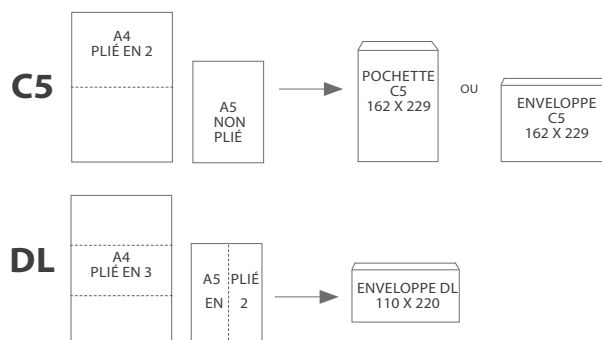 C5
A4
PLIÉ EN 2
A5
NON
PLIÉ
POCHETTE
C5
162 X 229
OU
ENVELOPPE
C5
162 X 229
DL
A4
PLIÉ EN 3
A5 PLIÉ
EN 2
ENVELOPPE DL
110 X 220